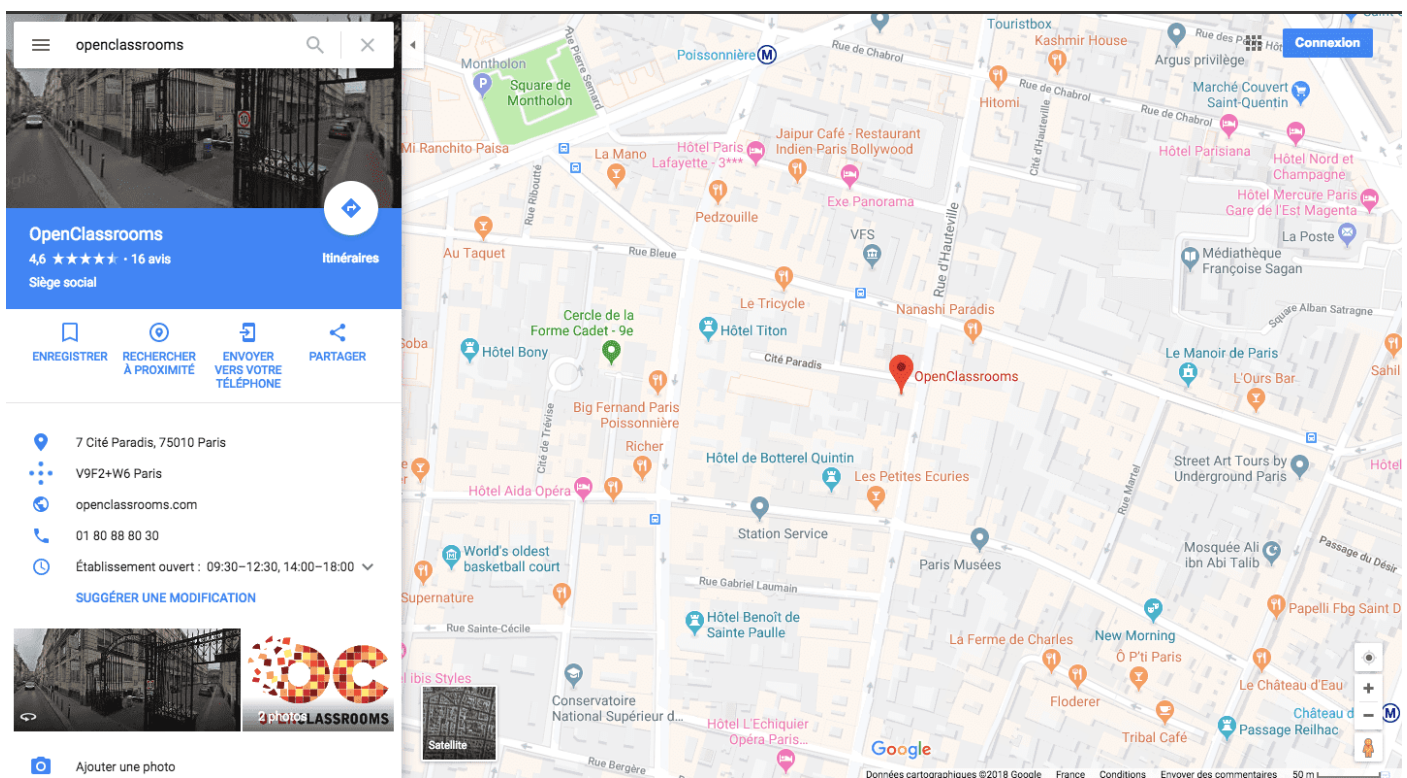 openclassrooms
OpenClassrooms
4,6
· 16 avis
Itinéraires
Siège social
ENREGISTRER
RECHERCHER
À PROXIMITÉ
ENVOYER
VERS VOTRE
TÉLÉPHONE
PARTAGER
7 Cité Paradis, 75010 Paris
V9F2+W6 Paris
openclassrooms.com
01 80 88 80 30
Établissement ouvert : 09:30–12:30, 14:00–18:00
SUGGÉRER UNE MODIFICATION
2 photos
CLASSROOMS
Ajouter une photo
Connexion
Touristbox
Kashmir House
Rue de Chabrol
Argus privilège
Poissonnière
M
Montholon
P
Square de
Montholon
Rue Pierre Semard
Hitomi
Rue de Chabrol
Marché Couvert
Saint-Quentin
Rue de Chabrol
Mi Ranchito Paisa
La Mano
Hôtel Paris
Lafayette - 3***
Jaipur Café - Restaurant
Indien Paris Bollywood
Cité d'Hauteville
Hôtel Parisiana
Hôtel Nord et
Champagne
Exe Panorama
Hôtel Mercure Paris
Gare de l'Est Magenta
Rue Riboutté
Pedzouille
VFS
Rue d'Hauteville
La Poste
Au Taquet
Rue Bleue
Médiathèque
Françoise Sagan
Le Tricycle
Nanashi Paradis
Square Alban Satragne
Cercle de la
Forme Cadet - 9e
Hôtel Titon
Hôtel Bony
Cité Paradis
Le Manoir de Paris
OpenClassrooms
L'Ours Bar
Sahil
Big Fernand Paris
Poissonnière
Cité de Trévise
Richer
Hôtel de Botterel Quintin
Les Petites Ecuries
Street Art Tours by
Underground Paris
Hôtel
Hôtel Aida Opéra
Rue Martel
Station Service
World's oldest
basketball court
Paris Musées
Mosquée Ali
ibn Abi Talib
Passage du Désir
Supernature
Rue Gabriel Laumain
Papelli Fbg Saint D
Hôtel Benoît de
Sainte Paulle
Rue Sainte-Cécile
La Ferme de Charles
New Morning
ibis Styles
Ô P'ti Paris
Le Château d'Eau
Conservatoire
National Supérieur d...
Floderer
Château d
M
Passage Reilhac
Hôtel L'Echiquier
Opéra Paris...
Tribal Café
Satellite
Google
Rue Bergère
Données cartographiques ©2018 Google France Conditions Envoyer des commentaires 50 m